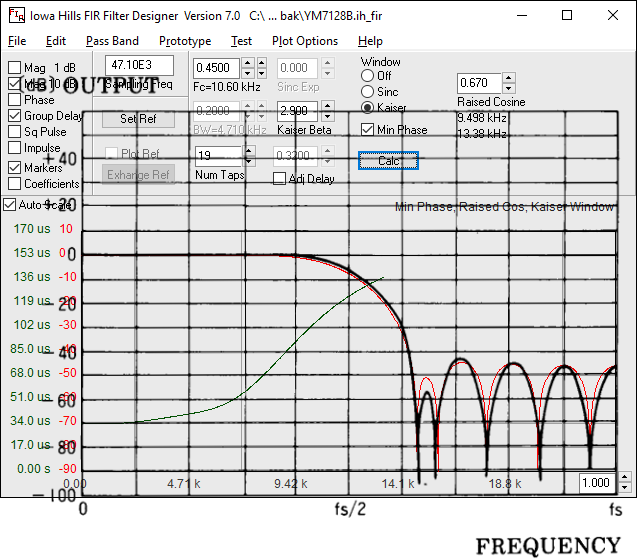 Iowa Hills FIR Filter Designer Version 7.0 C:\ ... bak\YM7128B.ih_fir
File Edit Pass Band Prototype Test Plot Options Help
Mag 1 dB
Mag 10 dB
Phase
Group Delay
Sq Pulse
Impulse
Markers
Coefficients
Auto Scale
(dB) OUTPUT
47.10E3
Sampling Freq
Set Ref
Plot Ref
Exhange Ref
0.4500
Fc=10.60 kHz
0.2000
BW=4.710 kHz
19
Num Taps
0.000
Sinc Exp
2.900
Kaiser Beta
0.3200
Adj Delay
Window
Off
Sinc
Kaiser
Min Phase
Calc
0.670
Raised Cosine
9.498 kHz
13.38 kHz
Min Phase, Raised Cos, Kaiser Window
170 us
153 us
136 us
119 us
102 us
85.0 us
68.0 us
51.0 us
34.0 us
17.0 us
0.00 s
10
0
-10
-20
-30
-40
-50
-60
-70
-80
-90
+40
+20
0
-20
-40
-60
-80
-100
0.00 4.71 k 9.42 k 14.1 k 18.8 k 1.000
0 fs/2 fs
FREQUENCY